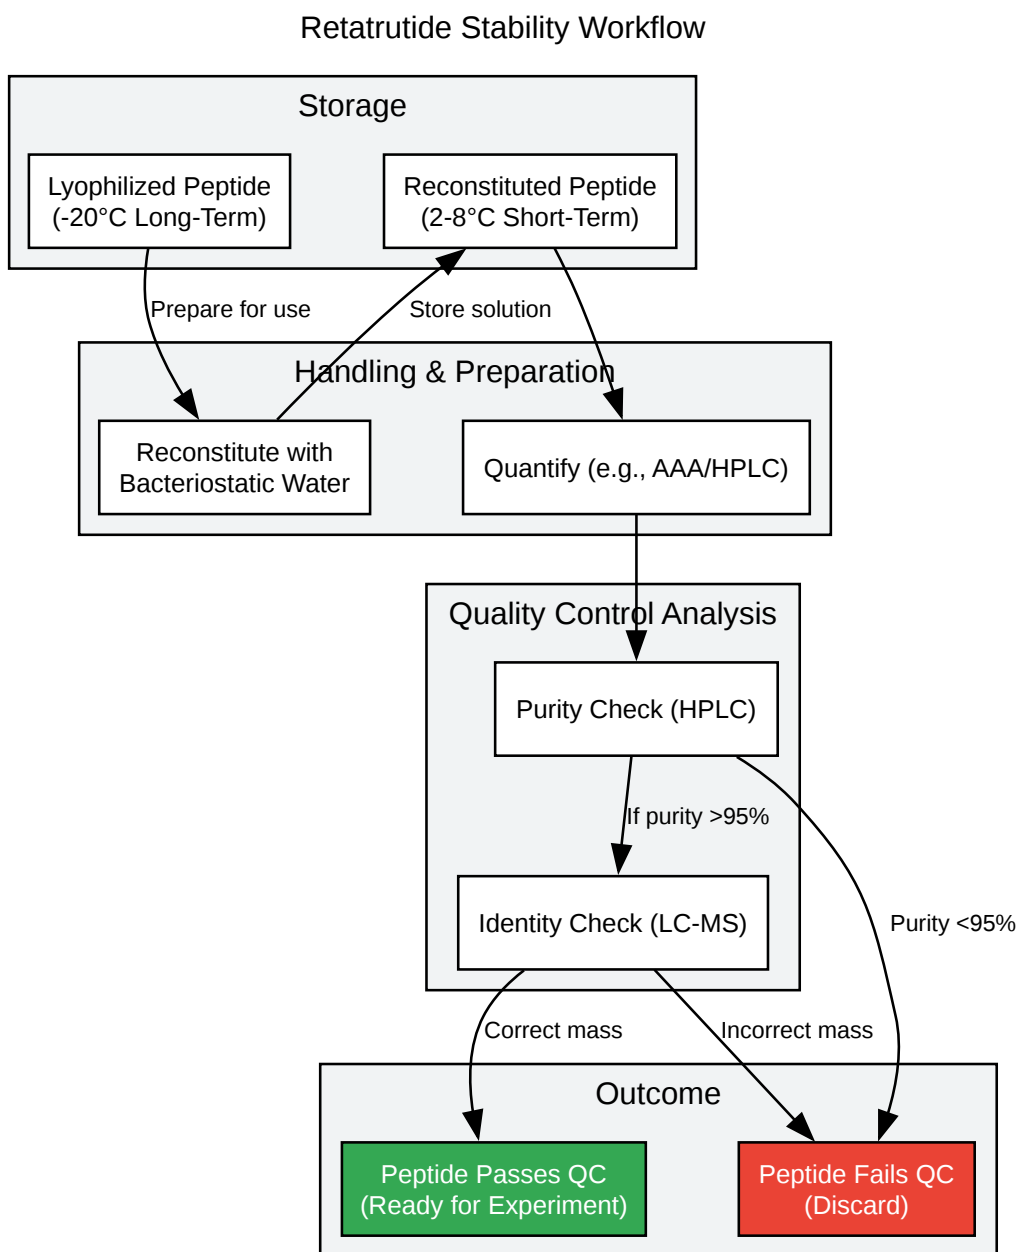 Retatrutide Stability Workflow
Storage
Lyophilized Peptide
(-20°C Long-Term)
Reconstituted Peptide
(2-8°C Short-Term)
Prepare for use
Store solution
Handling & Preparation
Reconstitute with
Bacteriostatic Water
Quantify (e.g., AAA/HPLC)
Quality Control Analysis
Purity Check (HPLC)
If purity >95%
Identity Check (LC-MS)
Purity <95%
Correct mass
Incorrect mass
Outcome
Peptide Passes QC
(Ready for Experiment)
Peptide Fails QC
(Discard)